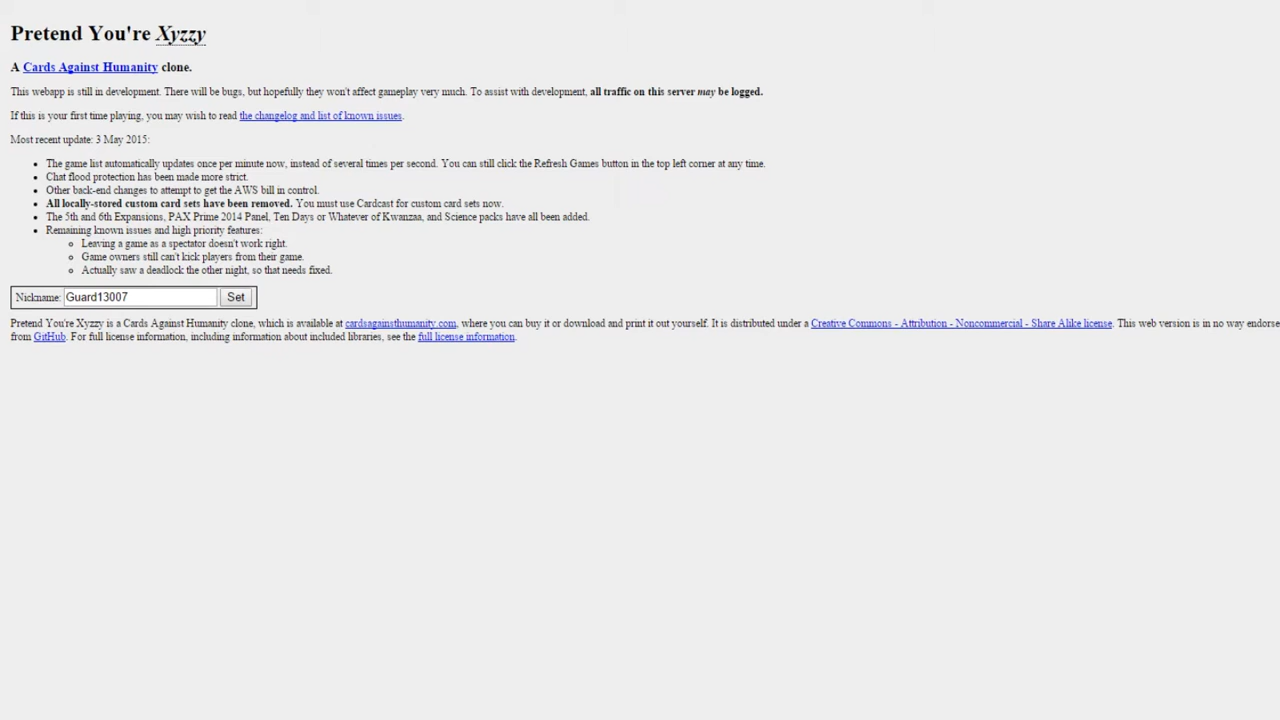 Pretend You're Xyzzy
A Cards Against Humanity clone.
This webapp is still in development. There will be bugs, but hopefully they won't affect gameplay very much. To assist with development, all traffic on this server may be logged.
If this is your first time playing, you may wish to read the changelog and list of known issues.
Most recent update: 3 May 2015:
The game list automatically updates once per minute now, instead of several times per second. You can still click the Refresh Games button in the top left corner at any time.
Chat flood protection has been made more strict.
Other back-end changes to attempt to get the AWS bill in control.
All locally-stored custom card sets have been removed. You must use Cardcast for custom card sets now.
The 5th and 6th Expansions, PAX Prime 2014 Panel, Ten Days or Whatever of Kwanzaa, and Science packs have all been added.
Remaining known issues and high priority features:
Leaving a game as a spectator doesn't work right.
Game owners still can't kick players from their game.
Actually saw a deadlock the other night, so that needs fixed.
Nickname: Guard13007 Set
Pretend You're Xyzzy is a Cards Against Humanity clone, which is available at cardsagainsthumanity.com, where you can buy it or download and print it out yourself. It is distributed under a Creative Commons - Attribution - Noncommercial - Share Alike license. This web version is in no way endorse
from GitHub. For full license information, including information about included libraries, see the full license information.